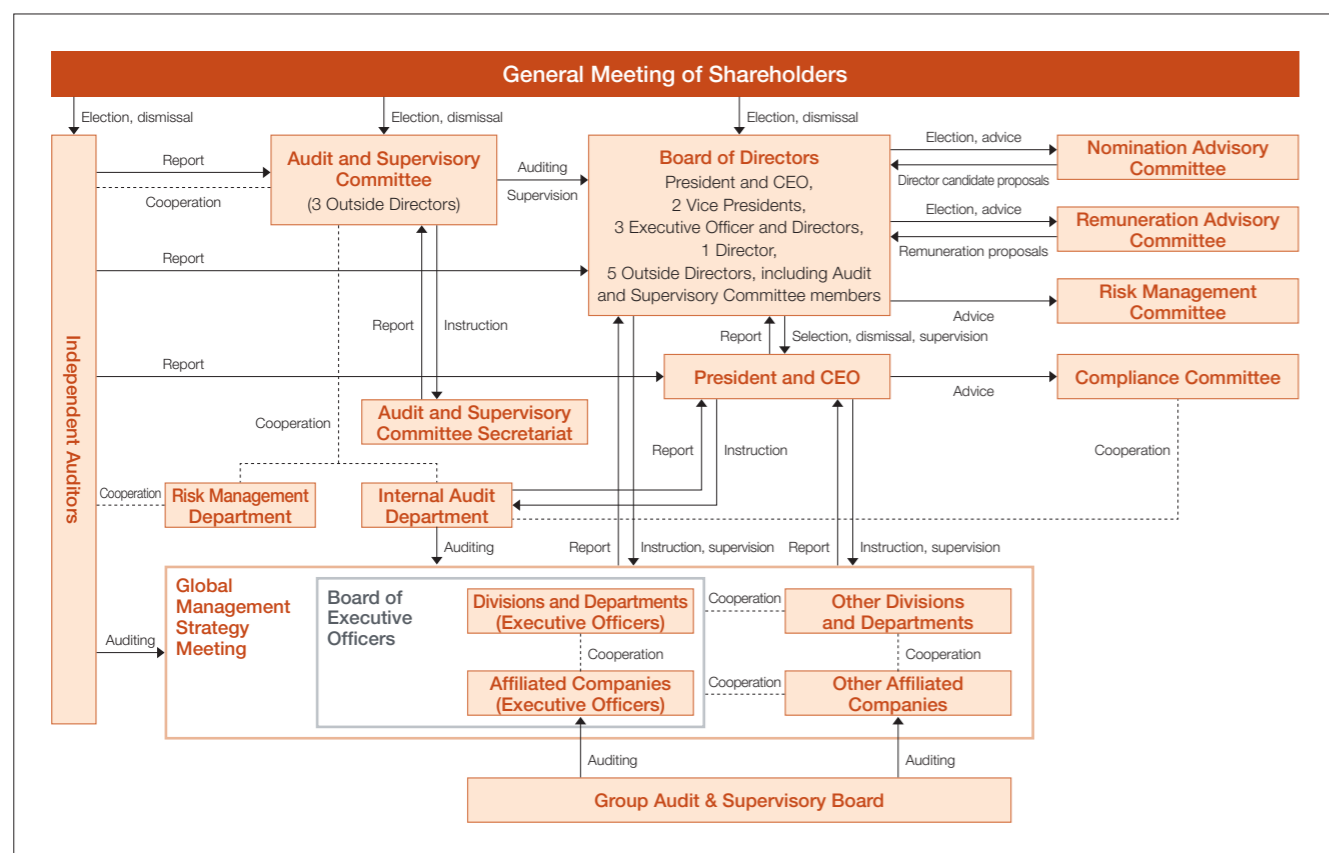 General Meeting of Shareholders
Election, dismissal
Election, dismissal
Election, dismissal
Independent Auditors
Report
Cooperation
Audit and Supervisory
Committee
(3 Outside Directors)
Auditing
Supervision
Board of Directors
President and CEO,
2 Vice Presidents,
3 Executive Officer and Directors,
1 Director,
5 Outside Directors, including Audit
and Supervisory Committee members
Election, advice
Director candidate proposals
Nomination Advisory
Committee
Election, advice
Remuneration proposals
Remuneration Advisory
Committee
Advice
Risk Management
Committee
Report
Report
Instruction
Report
Selection, dismissal, supervision
Report
President and CEO
Advice
Compliance Committee
Audit and Supervisory
Committee Secretariat
Cooperation
Report
Instruction
Cooperation
Cooperation
Risk Management
Department
Internal Audit
Department
Auditing
Report
Instruction, supervision
Report
Instruction, supervision
Auditing
Global
Management
Strategy
Meeting
Board of
Executive
Officers
Divisions and Departments
(Executive Officers)
Cooperation
Other Divisions
and Departments
Cooperation
Cooperation
Affiliated Companies
(Executive Officers)
Cooperation
Other Affiliated
Companies
Auditing
Auditing
Group Audit & Supervisory Board